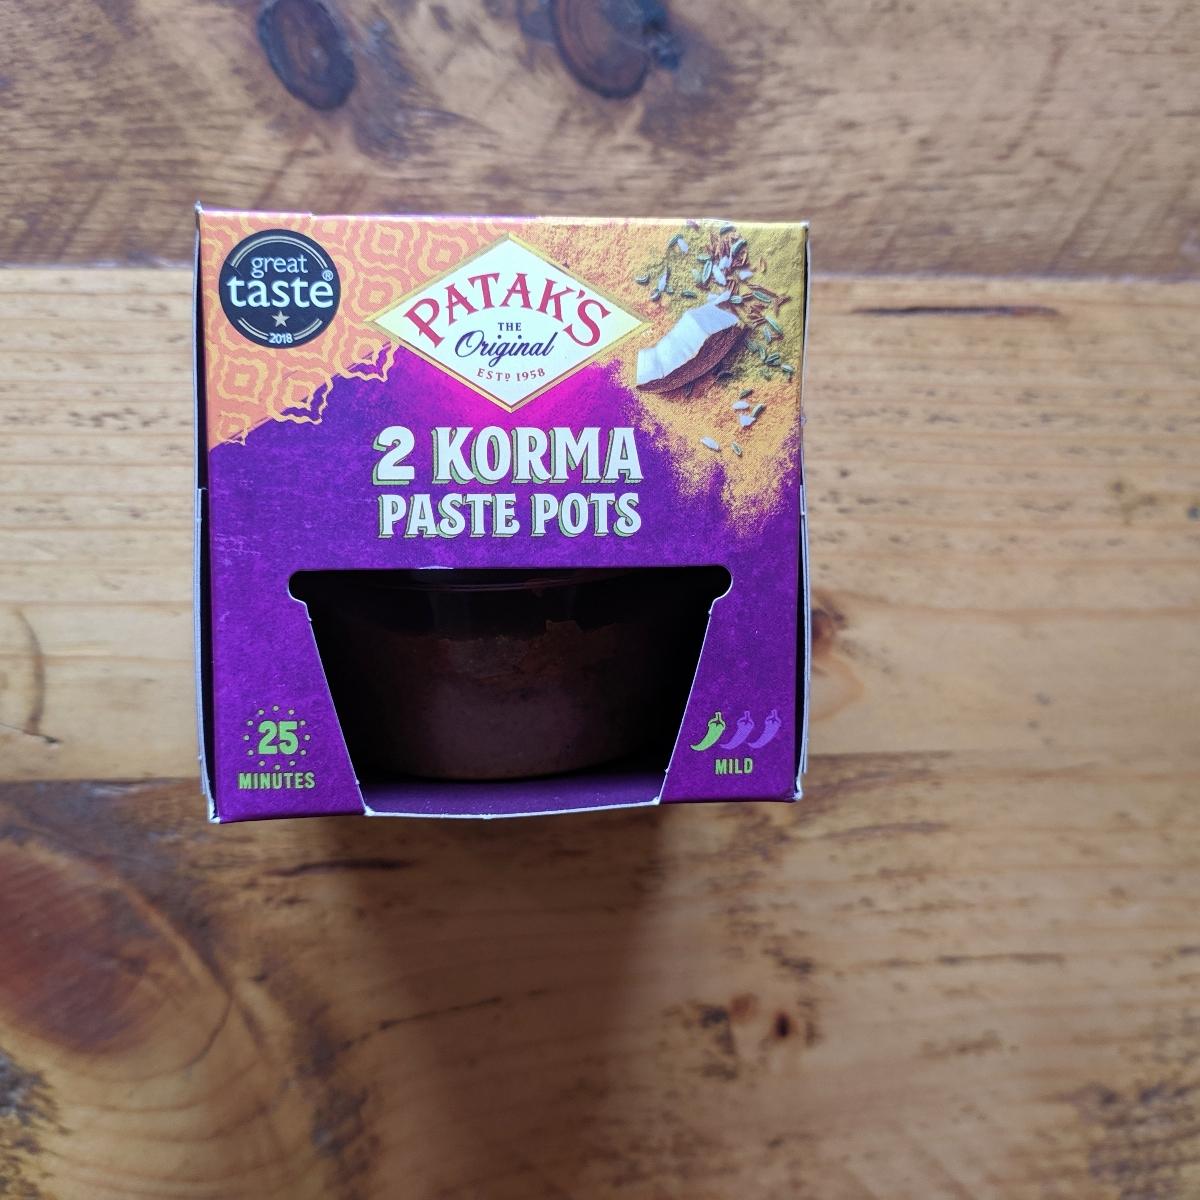 great
taste®
2018
PATAK'S
THE
Original
ESTD 1958
2 KORMA
PASTE POTS
25
MINUTES
MILD